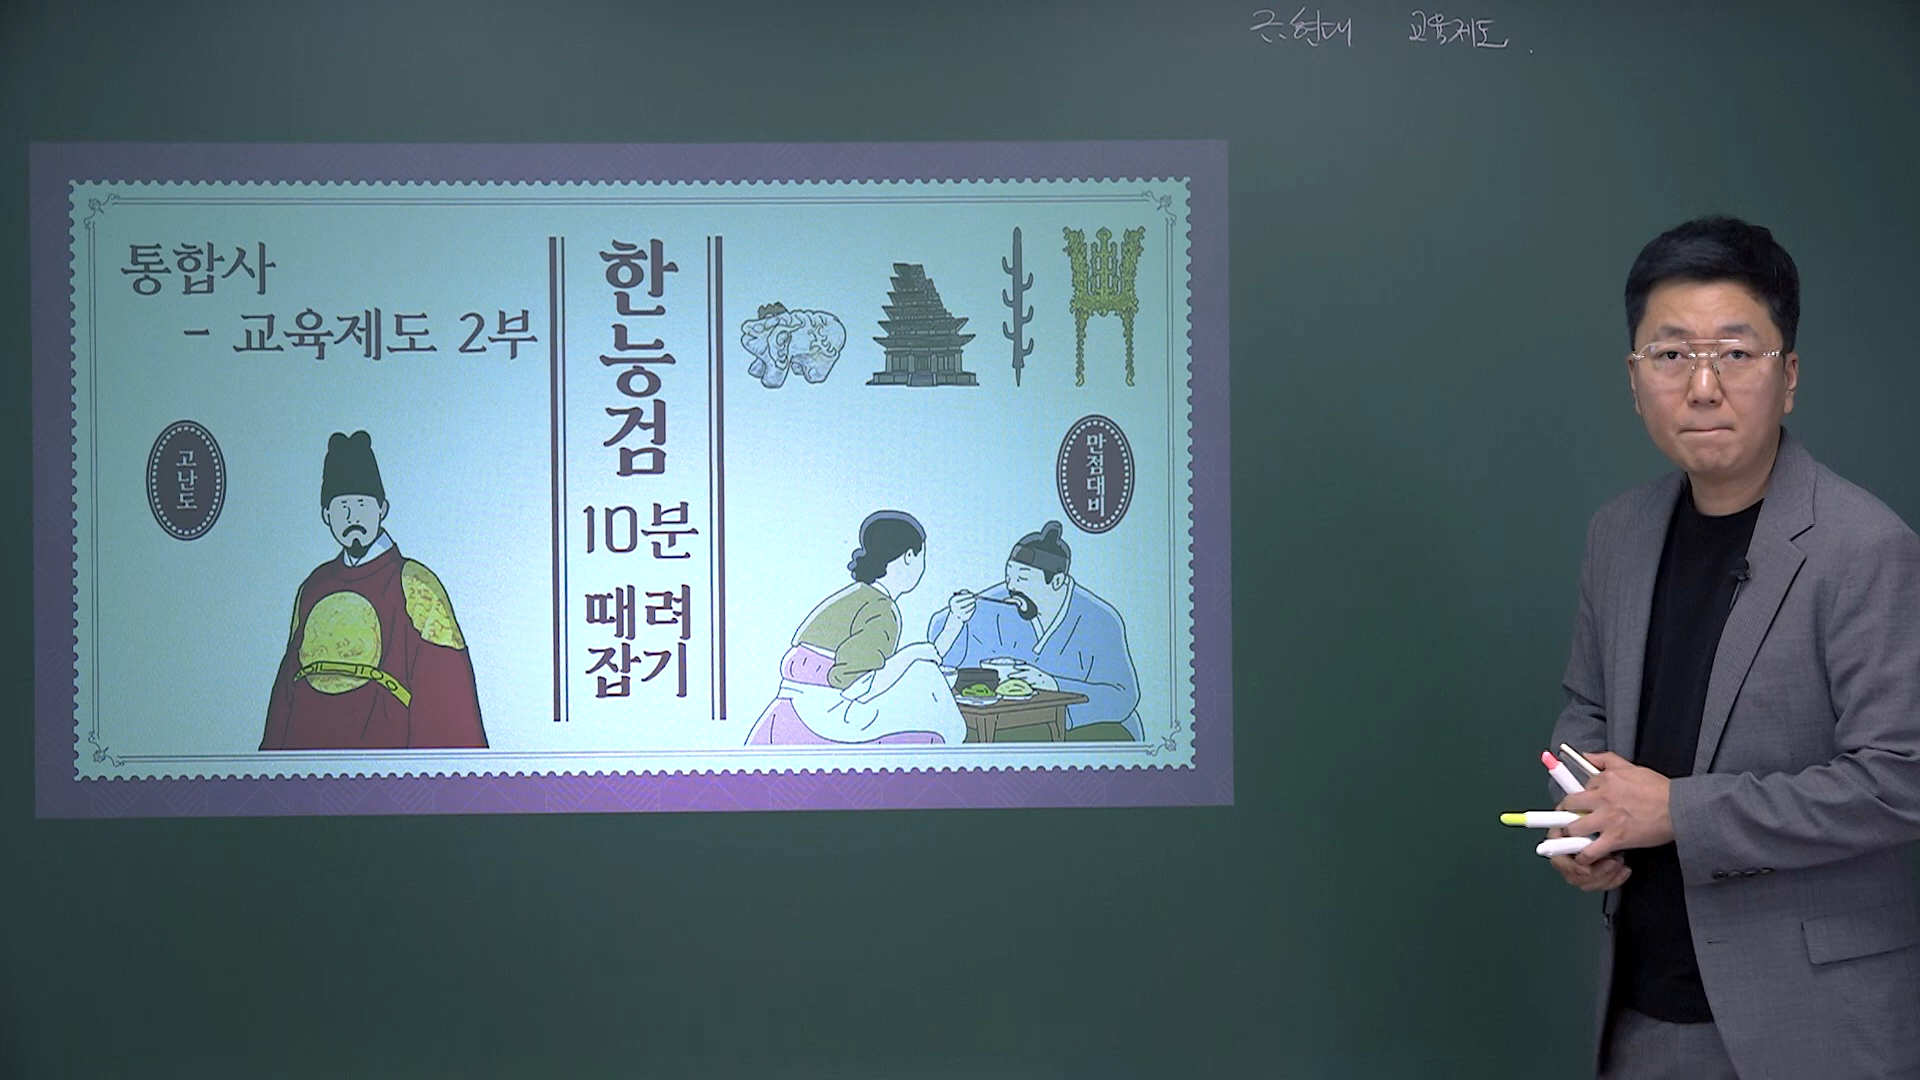 근·현대 교육제도.
통합사
- 교육제도 2부
한능검
10분
때려
잡기
고난도
만점대비